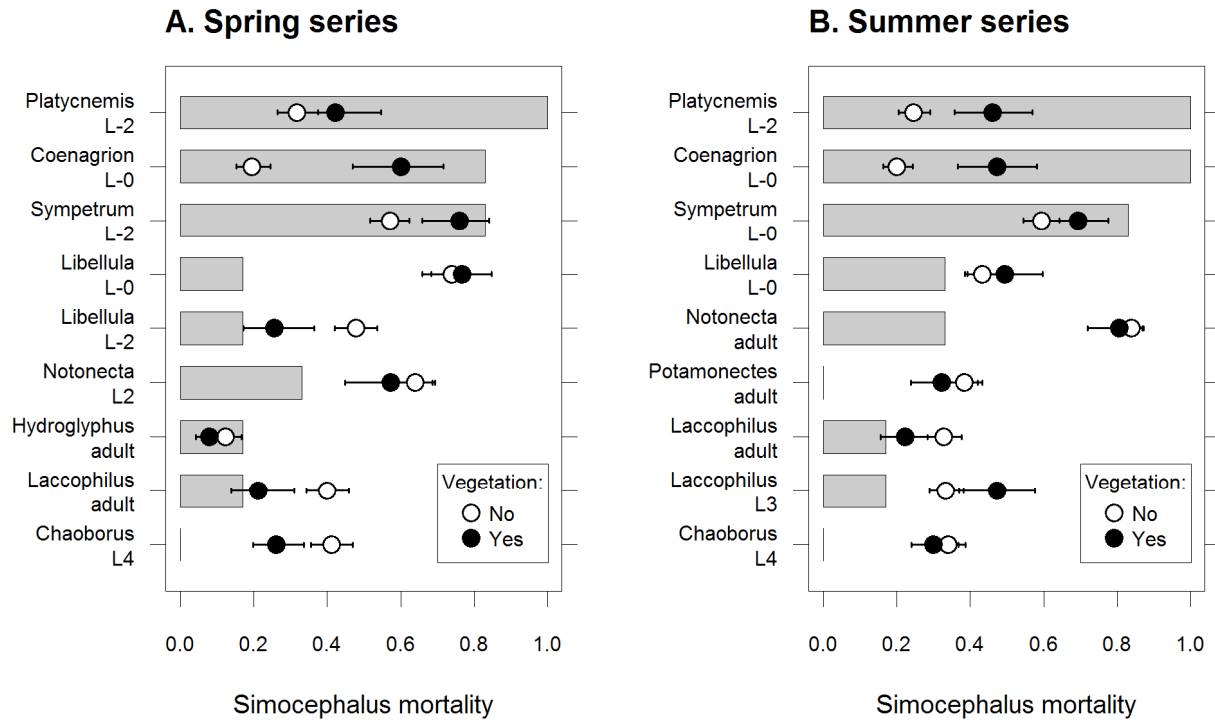 A. Spring series
Platycnemis
L-2
Coenagrion
L-0
Sympetrum
L-2
Libellula
L-0
Libellula
L-2
Notonecta
L2
Hydroglyphus
adult
Laccophilus
adult
Chaoborus
L4
Vegetation:
No
Yes
0.0 0.2 0.4 0.6 0.8 1.0
Simocephalus mortality
B. Summer series
Platycnemis
L-2
Coenagrion
L-0
Sympetrum
L-0
Libellula
L-0
Notonecta
adult
Potamonectes
adult
Laccophilus
adult
Laccophilus
L3
Chaoborus
L4
Vegetation:
No
Yes
0.0 0.2 0.4 0.6 0.8 1.0
Simocephalus mortality